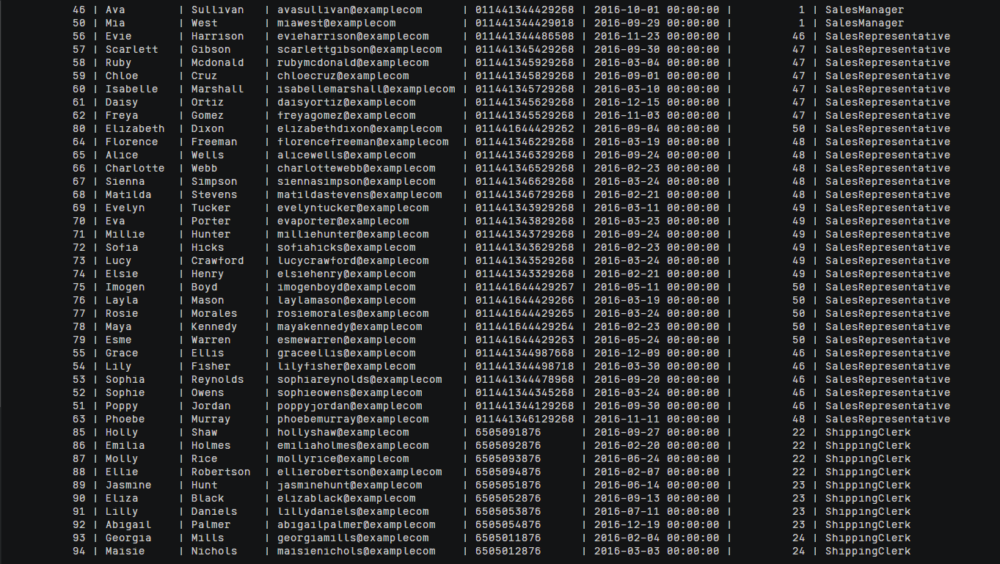 46 | Ava | Sullivan | avasullivan@examplecom | 011441344429268 | 2016-10-01 00:00:00 | 1 | SalesManager
50 | Mia | West | miawest@examplecom | 011441344429018 | 2016-09-29 00:00:00 | 1 | SalesManager
56 | Evie | Harrison | evieharrison@examplecom | 011441344486508 | 2016-11-23 00:00:00 | 46 | SalesRepresentative
57 | Scarlett | Gibson | scarlettgibson@examplecom | 011441345429268 | 2016-09-30 00:00:00 | 47 | SalesRepresentative
58 | Ruby | Mcdonald | rubymcdonald@examplecom | 011441345929268 | 2016-03-04 00:00:00 | 47 | SalesRepresentative
59 | Chloe | Cruz | chloecruz@examplecom | 011441345829268 | 2016-09-01 00:00:00 | 47 | SalesRepresentative
60 | Isabelle | Marshall | isabellemarshall@examplecom | 011441345729268 | 2016-03-10 00:00:00 | 47 | SalesRepresentative
61 | Daisy | Ortiz | daisyortiz@examplecom | 011441345629268 | 2016-12-15 00:00:00 | 47 | SalesRepresentative
62 | Freya | Gomez | freyagomez@examplecom | 011441345529268 | 2016-11-03 00:00:00 | 47 | SalesRepresentative
80 | Elizabeth | Dixon | elizabethdixon@examplecom | 011441644429262 | 2016-09-04 00:00:00 | 50 | SalesRepresentative
64 | Florence | Freeman | florencefreeman@examplecom | 011441346229268 | 2016-03-19 00:00:00 | 48 | SalesRepresentative
65 | Alice | Wells | alicewells@examplecom | 011441346329268 | 2016-09-24 00:00:00 | 48 | SalesRepresentative
66 | Charlotte | Webb | charlottewebb@examplecom | 011441346529268 | 2016-02-23 00:00:00 | 48 | SalesRepresentative
67 | Sienna | Simpson | siennasimpson@examplecom | 011441346629268 | 2016-03-24 00:00:00 | 48 | SalesRepresentative
68 | Matilda | Stevens | matildastevens@examplecom | 011441346729268 | 2016-02-21 00:00:00 | 48 | SalesRepresentative
69 | Evelyn | Tucker | evelyntucker@examplecom | 011441343929268 | 2016-03-11 00:00:00 | 49 | SalesRepresentative
70 | Eva | Porter | evaporter@examplecom | 011441343829268 | 2016-03-23 00:00:00 | 49 | SalesRepresentative
71 | Millie | Hunter | milliehunter@examplecom | 011441343729268 | 2016-09-24 00:00:00 | 49 | SalesRepresentative
72 | Sofia | Hicks | sofiahicks@examplecom | 011441343629268 | 2016-02-23 00:00:00 | 49 | SalesRepresentative
73 | Lucy | Crawford | lucycrawford@examplecom | 011441343529268 | 2016-03-24 00:00:00 | 49 | SalesRepresentative
74 | Elsie | Henry | elsiehenry@examplecom | 011441343329268 | 2016-02-21 00:00:00 | 49 | SalesRepresentative
75 | Imogen | Boyd | imogenboyd@examplecom | 011441644429267 | 2016-05-11 00:00:00 | 50 | SalesRepresentative
76 | Layla | Mason | laylamason@examplecom | 011441644429266 | 2016-03-19 00:00:00 | 50 | SalesRepresentative
77 | Rosie | Morales | rosiemorales@examplecom | 011441644429265 | 2016-03-24 00:00:00 | 50 | SalesRepresentative
78 | Maya | Kennedy | mayakennedy@examplecom | 011441644429264 | 2016-02-23 00:00:00 | 50 | SalesRepresentative
79 | Esme | Warren | esmewarren@examplecom | 011441644429263 | 2016-05-24 00:00:00 | 50 | SalesRepresentative
55 | Grace | Ellis | graceellis@examplecom | 011441344987668 | 2016-12-09 00:00:00 | 46 | SalesRepresentative
54 | Lily | Fisher | lilyfisher@examplecom | 011441344498718 | 2016-03-30 00:00:00 | 46 | SalesRepresentative
53 | Sophia | Reynolds | sophiareynolds@examplecom | 011441344478968 | 2016-09-20 00:00:00 | 46 | SalesRepresentative
52 | Sophie | Owens | sophieowens@examplecom | 011441344345268 | 2016-03-24 00:00:00 | 46 | SalesRepresentative
51 | Poppy | Jordan | poppyjordan@examplecom | 011441344129268 | 2016-09-30 00:00:00 | 46 | SalesRepresentative
63 | Phoebe | Murray | phoebemurray@examplecom | 011441346129268 | 2016-11-11 00:00:00 | 48 | SalesRepresentative
85 | Holly | Shaw | hollyshaw@examplecom | 6505091876 | 2016-09-27 00:00:00 | 22 | ShippingClerk
86 | Emilia | Holmes | emiliaholmes@examplecom | 6505092876 | 2016-02-20 00:00:00 | 22 | ShippingClerk
87 | Molly | Rice | mollyrice@examplecom | 6505093876 | 2016-06-24 00:00:00 | 22 | ShippingClerk
88 | Ellie | Robertson | ellierobertson@examplecom | 6505094876 | 2016-02-07 00:00:00 | 22 | ShippingClerk
89 | Jasmine | Hunt | jasminehunt@examplecom | 6505051876 | 2016-06-14 00:00:00 | 23 | ShippingClerk
90 | Eliza | Black | elizablack@examplecom | 6505052876 | 2016-09-13 00:00:00 | 23 | ShippingClerk
91 | Lilly | Daniels | lillydaniels@examplecom | 6505053876 | 2016-07-11 00:00:00 | 23 | ShippingClerk
92 | Abigail | Palmer | abigailpalmer@examplecom | 6505054876 | 2016-12-19 00:00:00 | 23 | ShippingClerk
93 | Georgia | Mills | georgiamills@examplecom | 6505011876 | 2016-02-04 00:00:00 | 24 | ShippingClerk
94 | Maisie | Nichols | maisienichols@examplecom | 6505012876 | 2016-03-03 00:00:00 | 24 | ShippingClerk